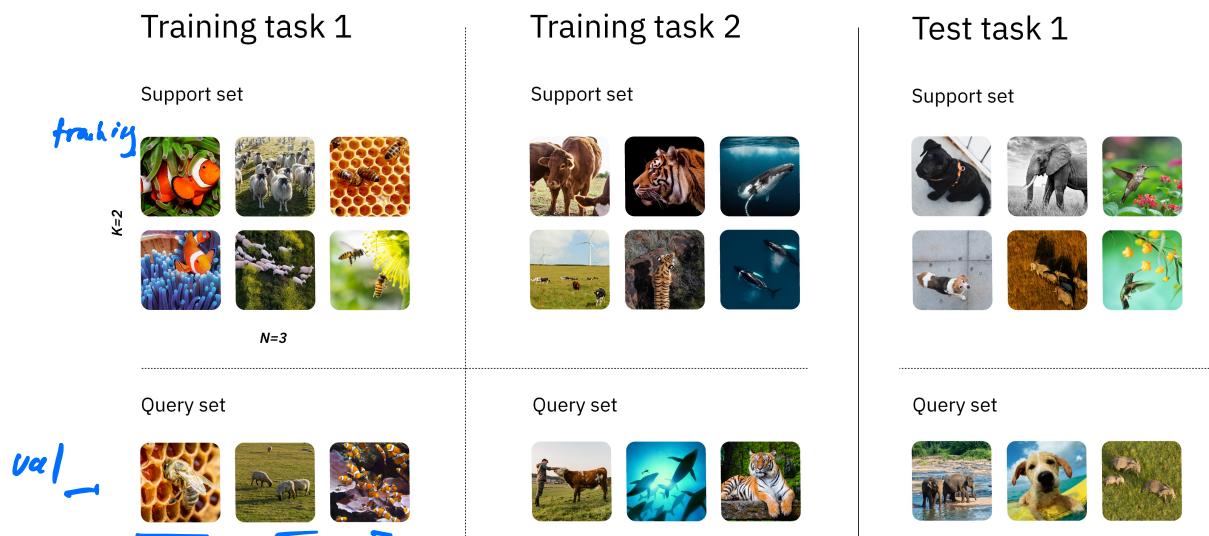 Training task 1
Training task 2
Test task 1
Support set
Support set
Support set
K=2
N=3
Query set
Query set
Query set
val